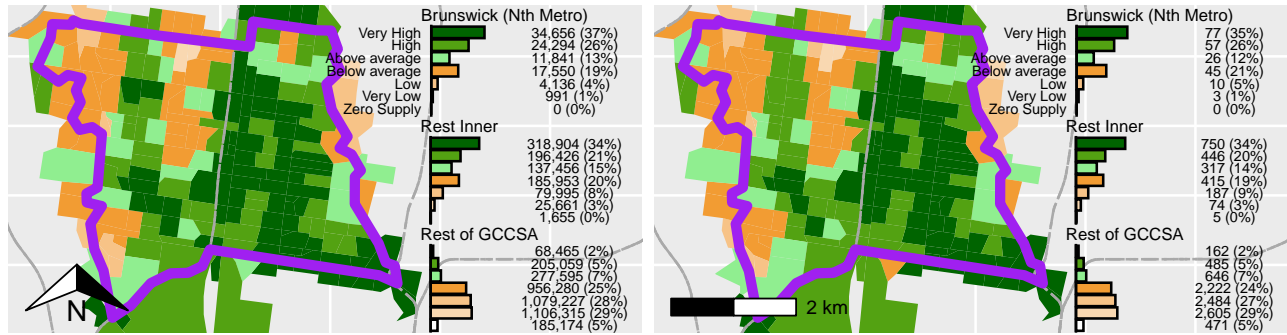 Brunswick (Nth Metro)
Very High 34,656 (37%)
High 24,294 (26%)
Above average 11,841 (13%)
Below average 17,550 (19%)
Low 4,136 (4%)
Very Low 991 (1%)
Zero Supply 0 (0%)
Rest Inner
318,904 (34%)
196,426 (21%)
137,456 (15%)
185,953 (20%)
79,995 (8%)
25,661 (3%)
1,655 (0%)
Rest of GCCSA
68,465 (2%)
205,059 (5%)
277,595 (7%)
956,280 (25%)
1,079,227 (28%)
1,106,315 (29%)
185,174 (5%)
N
Brunswick (Nth Metro)
Very High 77 (35%)
High 57 (26%)
Above average 26 (12%)
Below average 45 (21%)
Low 10 (5%)
Very Low 3 (1%)
Zero Supply 0 (0%)
Rest Inner
750 (34%)
446 (20%)
317 (14%)
415 (19%)
187 (9%)
74 (3%)
5 (0%)
Rest of GCCSA
162 (2%)
485 (5%)
646 (7%)
2,222 (24%)
2,484 (27%)
2,605 (29%)
471 (5%)
2 km